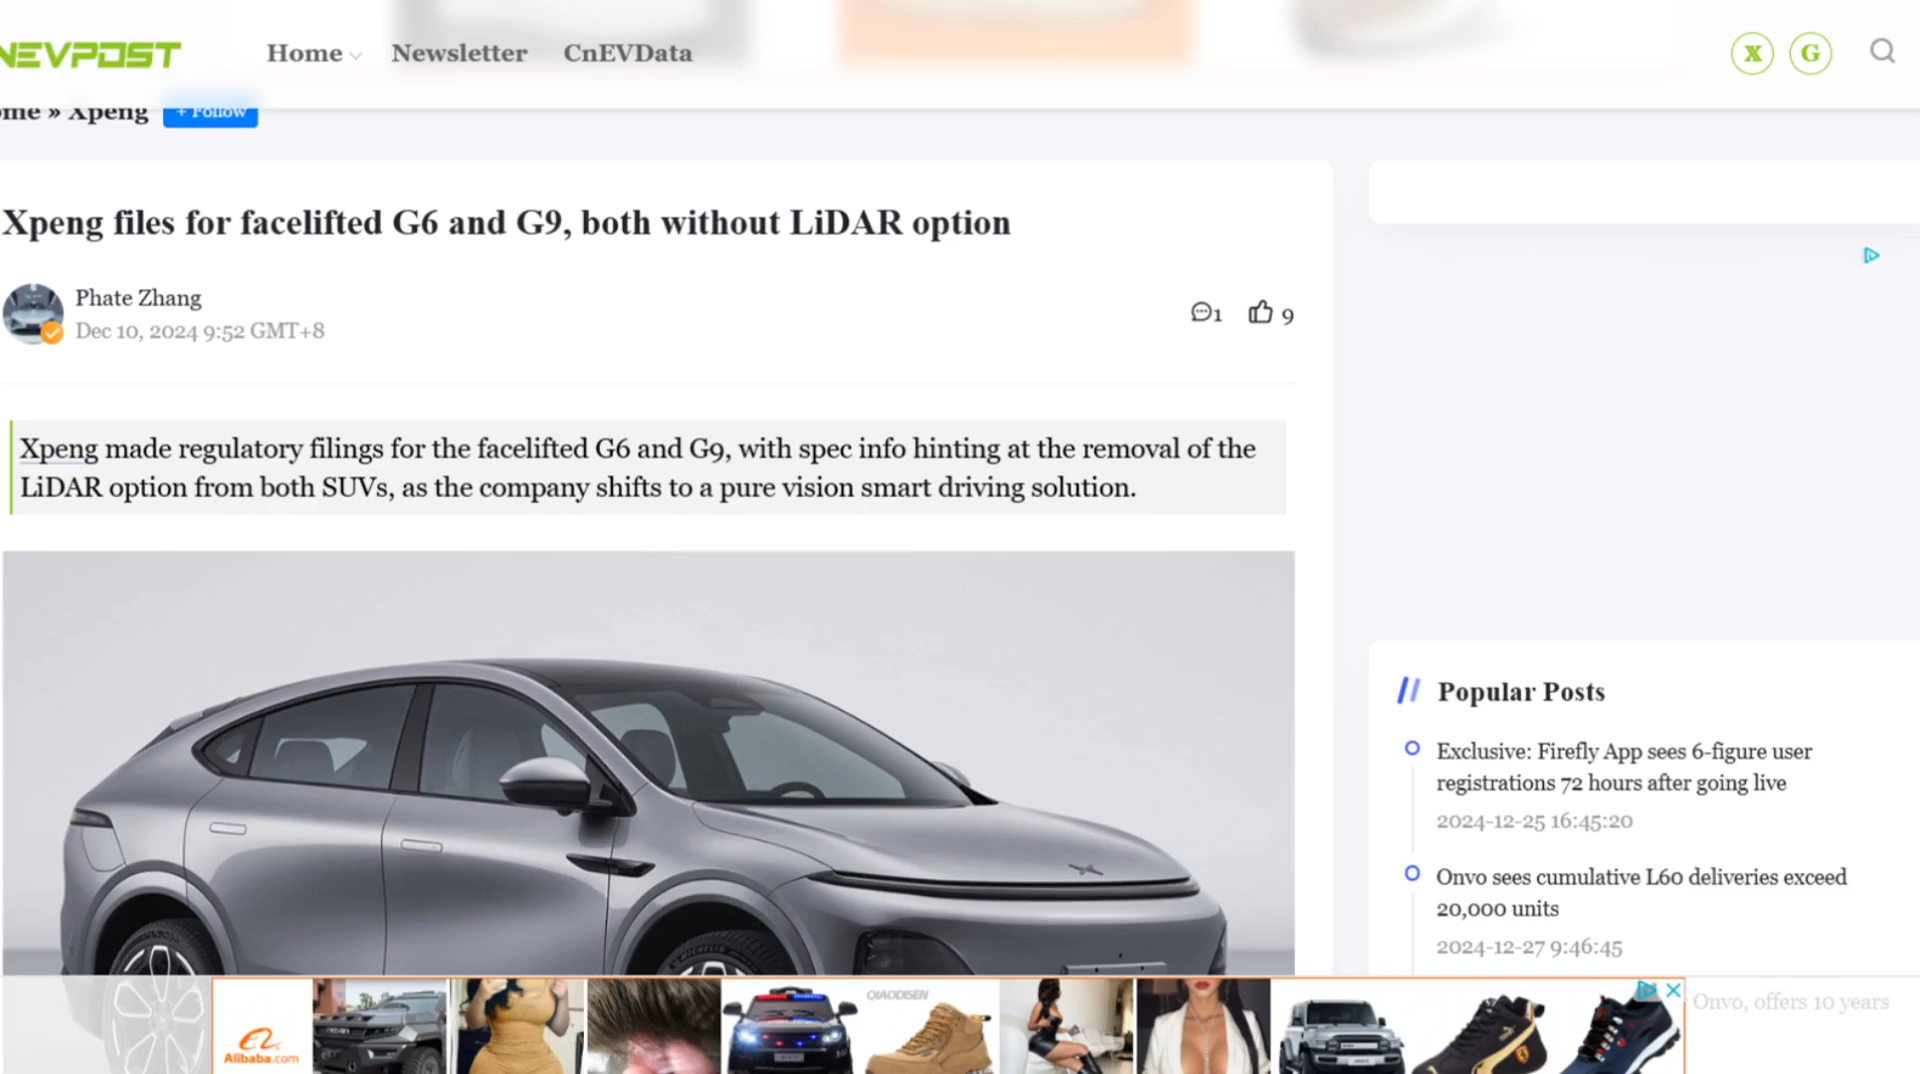 NEVPOST
Home
Newsletter
CnEVData
X
G
ome » Xpeng
+ Follow
Xpeng files for facelifted G6 and G9, both without LiDAR option
Phate Zhang
Dec 10, 2024 9:52 GMT+8
1
9
Xpeng made regulatory filings for the facelifted G6 and G9, with spec info hinting at the removal of the
LiDAR option from both SUVs, as the company shifts to a pure vision smart driving solution.
Popular Posts
Exclusive: Firefly App sees 6-figure user
registrations 72 hours after going live
2024-12-25 16:45:20
Onvo sees cumulative L60 deliveries exceed
20,000 units
2024-12-27 9:46:45
Onvo, offers 10 years
Alibaba.com
QIAODISEN